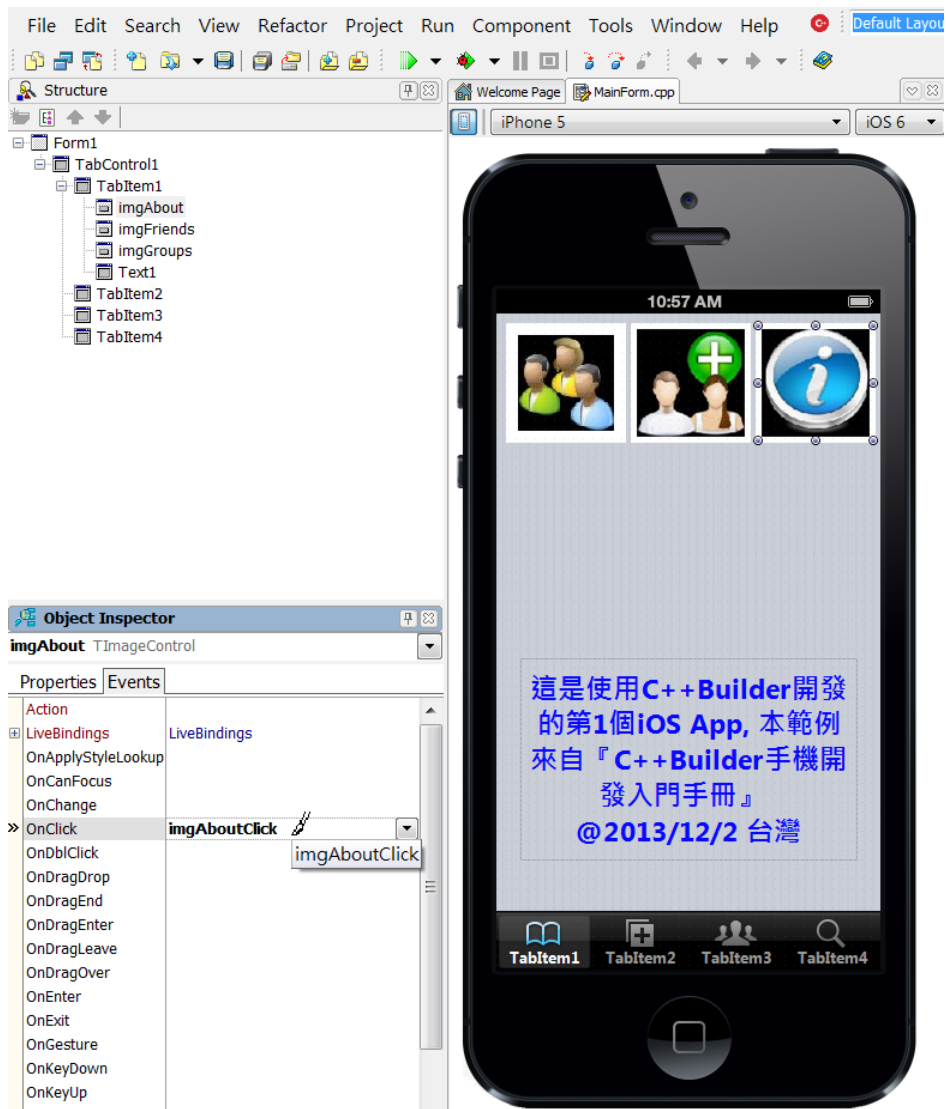 File Edit Search View Refactor Project Run Component Tools Window Help
Default Layou
Structure
Welcome Page
MainForm.cpp
iPhone 5
iOS 6
Form1
TabControl1
TabItem1
imgAbout
imgFriends
imgGroups
Text1
TabItem2
TabItem3
TabItem4
10:57 AM
這是使用C++Builder開發
的第1個iOS App, 本範例
來自『C++Builder手機開
發入門手冊』
@2013/12/2 台灣
TabItem1 TabItem2 TabItem3 TabItem4
Object Inspector
imgAbout TImageControl
Properties Events
Action
LiveBindings LiveBindings
OnApplyStyleLookup
OnCanFocus
OnChange
OnClick imgAboutClick
imgAboutClick
OnDblClick
OnDragDrop
OnDragEnd
OnDragEnter
OnDragLeave
OnDragOver
OnEnter
OnExit
OnGesture
OnKeyDown
OnKeyUp